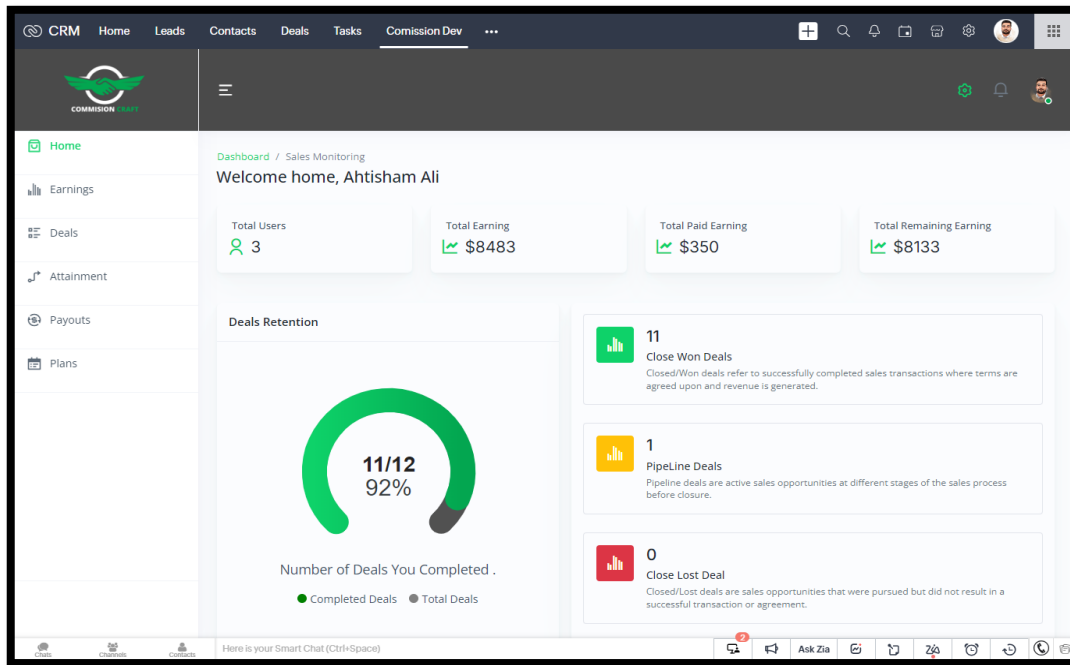 CRM Home Leads Contacts Deals Tasks Comission Dev
COMMISION CRAFT
Home
Earnings
Deals
Attainment
Payouts
Plans
Dashboard / Sales Monitoring
Welcome home, Ahtisham Ali
Total Users
3
Total Earning
$8483
Total Paid Earning
$350
Total Remaining Earning
$8133
Deals Retention
11/12
92%
Number of Deals You Completed .
Completed Deals Total Deals
11
Close Won Deals
Closed/Won deals refer to successfully completed sales transactions where terms are
agreed upon and revenue is generated.
1
PipeLine Deals
Pipeline deals are active sales opportunities at different stages of the sales process
before closure.
0
Close Lost Deal
Closed/Lost deals are sales opportunities that were pursued but did not result in a
successful transaction or agreement.
Chats Channels Contacts Here is your Smart Chat (Ctrl+Space) 2 Ask Zia